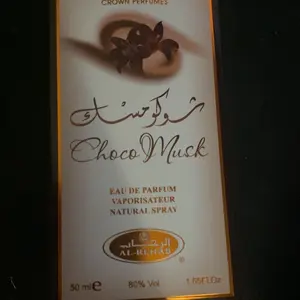 CROWN PERFUMES
شوكو مسك
Choco Musk
EAU DE PARFUM
VAPORISATEUR
NATURAL SPRAY
الرحاب
AL-REHAB
50 ml e 80% Vol